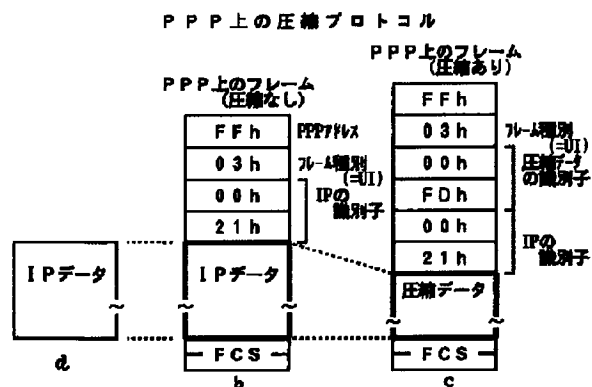 PPP上の圧縮プロトコル
PPP上のフレーム
(圧縮なし)
FFh
PPPアドレス
03h
フレーム種別
(=UI)
00h
IPの
識別子
21h
IPデータ
FCS
b
PPP上のフレーム
(圧縮あり)
FFh
03h
フレーム種別
(=UI)
00h
圧縮データ
の識別子
FDh
00h
IPの
識別子
21h
圧縮データ
FCS
c
IPデータ
d